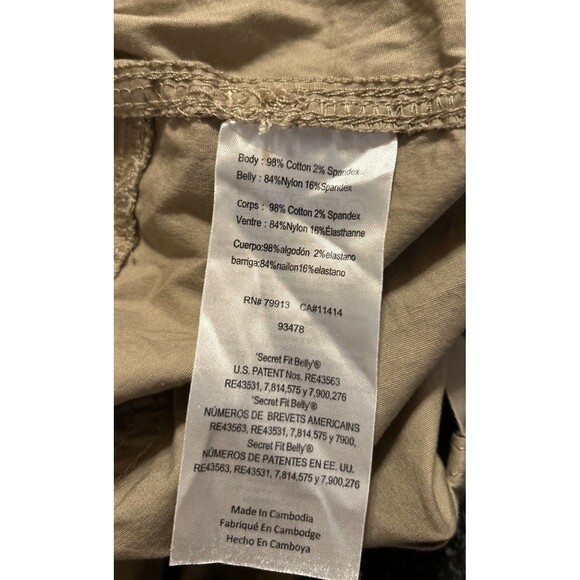 Body : 98% Cotton 2% Spandex
Belly : 84%Nylon 16%Spandex
Corps : 98% Cotton 2% Spandex
Ventre : 84%Nylon 16%Élasthanne
Cuerpo:98%algodón 2%elastano
barriga:84%nailon16%elastano
RN# 79913 CA#11414
93478
'Secret Fit Belly'®
U.S. PATENT Nos. RE43563
RE43531, 7,814,575 y 7,900,276
'Secret Fit Belly'®
NÚMEROS DE BREVETS AMERICAINS
RE43563, RE43531, 7,814,575 y 7900,
Secret Fit Belly'®
NÚMEROS DE PATENTES EN EE. UU.
RE43563, RE43531, 7,814,575 y 7,900,276
Made In Cambodia
Fabriqué En Cambodge
Hecho En Camboya